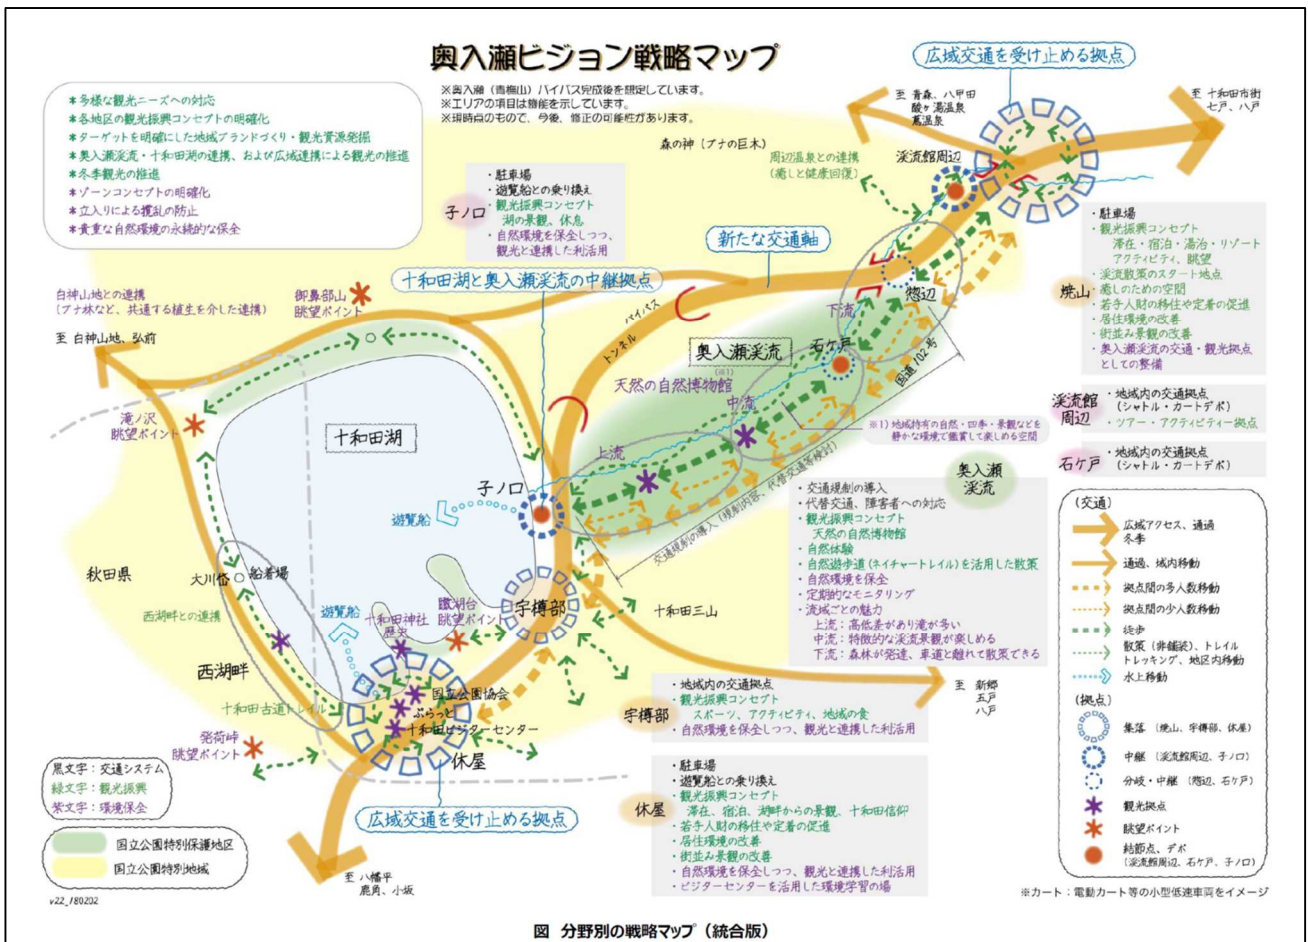 奥入瀬ビジョン戦略マップ
※奥入瀬（青橅山）バイパス完成後を想定しています。
※エリアの項目は機能を示しています。
※現時点のもので、今後、修正の可能性があります。
＊多様な観光ニーズへの対応
＊各地区の観光振興コンセプトの明確化
＊ターゲットを明確にした地域ブランドづくり・観光資源発掘
＊奥入瀬渓流・十和田湖の連携、および広域連携による観光の推進
＊冬季観光の推進
＊ゾーンコンセプトの明確化
＊立入りによる攪乱の防止
＊貴重な自然環境の永続的な保全
広域交通を受け止める拠点
至 青森、八甲田
酸ヶ湯温泉
蔦温泉
至 十和田市街
七戸、八戸
森の神（ブナの巨木）
周辺温泉との連携
（癒しと健康回復）
渓流館周辺
子ノ口
・駐車場
・遊覧船との乗り換え
・観光振興コンセプト
湖の景観、休息
・自然環境を保全しつつ、
観光と連携した利活用
新たな交通軸
十和田湖と奥入瀬渓流の中継拠点
白神山地との連携
（ブナ林など、共通する植生を介した連携）
至 白神山地、弘前
御鼻部山
眺望ポイント
焼山
・駐車場
・観光振興コンセプト
滞在・宿泊・湯治・リゾート
アクティビティ、眺望
・渓流散策のスタート地点
・癒しのための空間
・若手人財の移住や定着の促進
・居住環境の改善
・街並み景観の改善
・奥入瀬渓流の交通・観光拠点
としての整備
惣辺
下流
石ケ戸
バイパス
トンネル
奥入瀬渓流
(※1)
天然の自然博物館
中流
国道102号
上流
※1）地域特有の自然・四季・景観などを
静かな環境で鑑賞して楽しめる空間
交通規制の導入（規制内容、代替交通等検討）
渓流館
周辺
・地域内の交通拠点
（シャトル・カートデポ）
・ツアー・アクティビティー拠点
石ケ戸
・地域内の交通拠点
（シャトル・カートデポ）
滝ノ沢
眺望ポイント
十和田湖
子ノ口
遊覧船
奥入瀬
渓流
・交通規制の導入
・代替交通、障害者への対応
・観光振興コンセプト
天然の自然博物館
・自然体験
・自然遊歩道（ネイチャートレイル）を活用した散策
・自然環境を保全
・定期的なモニタリング
・流域ごとの魅力
上流：高低差があり滝が多い
中流：特徴的な渓流景観が楽しめる
下流：森林が発達、車道と離れて散策できる
秋田県
大川岱
船着場
西湖畔との連携
西湖畔
遊覧船
十和田神社
歴史
瞰湖台
眺望ポイント
宇樽部
十和田三山
国立公園協会
ぷらっと
十和田ビジターセンター
十和田古道トレイル
発荷峠
眺望ポイント
休屋
広域交通を受け止める拠点
至 八幡平
鹿角、小坂
至 新郷
五戸
八戸
宇樽部
・地域内の交通拠点
・観光振興コンセプト
スポーツ、アクティビティ、地域の食
・自然環境を保全しつつ、観光と連携した利活用
休屋
・駐車場
・遊覧船との乗り換え
・観光振興コンセプト
滞在、宿泊、湖畔からの景観、十和田信仰
・若手人財の移住や定着の促進
・居住環境の改善
・街並み景観の改善
・自然環境を保全しつつ、観光と連携した利活用
・ビジターセンターを活用した環境学習の場
（交通）
広域アクセス、通過
冬季
通過、域内移動
拠点間の多人数移動
拠点間の少人数移動
徒歩
散策（非舗装）、トレイル
トレッキング、地区内移動
水上移動
（拠点）
集落（焼山、宇樽部、休屋）
中継（渓流館周辺、子ノ口）
分岐・中継（惣辺、石ケ戸）
観光拠点
眺望ポイント
結節点、デポ
（渓流館周辺、石ケ戸、子ノ口）
※カート：電動カート等の小型低速車両をイメージ
黒文字：交通システム
緑文字：観光振興
紫文字：環境保全
国立公園特別保護地区
国立公園特別地域
v22_180202
図 分野別の戦略マップ（統合版）